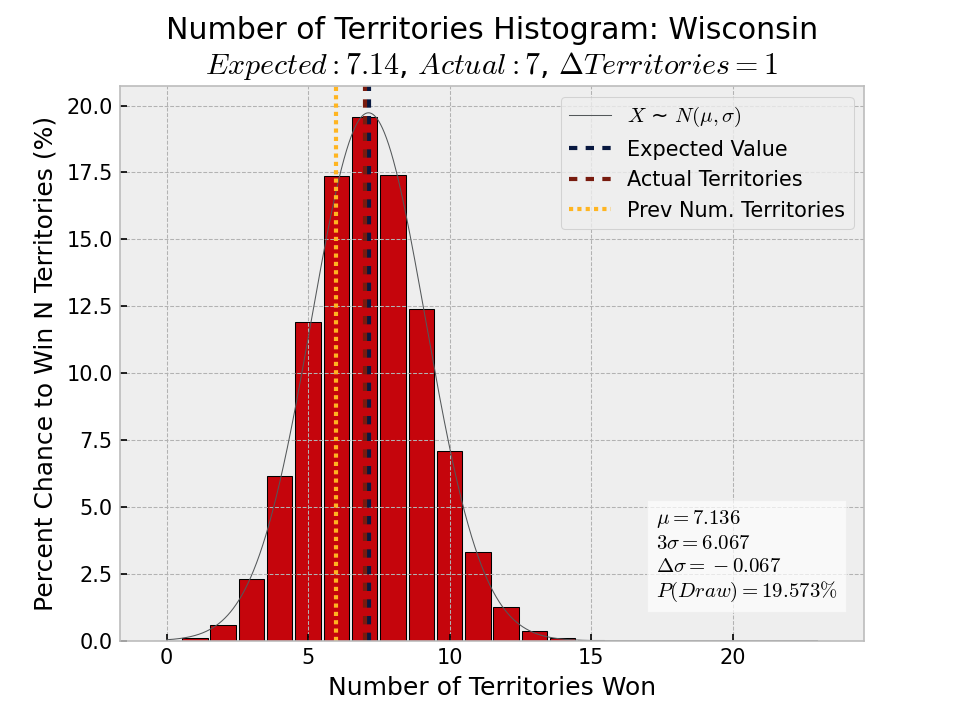 Number of Territories Histogram: Wisconsin
Expected : 7.14, Actual : 7, ΔTerritories = 1
Percent Chance to Win N Territories (%)
20.0
17.5
15.0
12.5
10.0
7.5
5.0
2.5
0.0
X ~ N(μ, σ)
Expected Value
Actual Territories
Prev Num. Territories
μ = 7.136
3σ = 6.067
Δσ = − 0.067
P(Draw) = 19.573%
0 5 10 15 20
Number of Territories Won